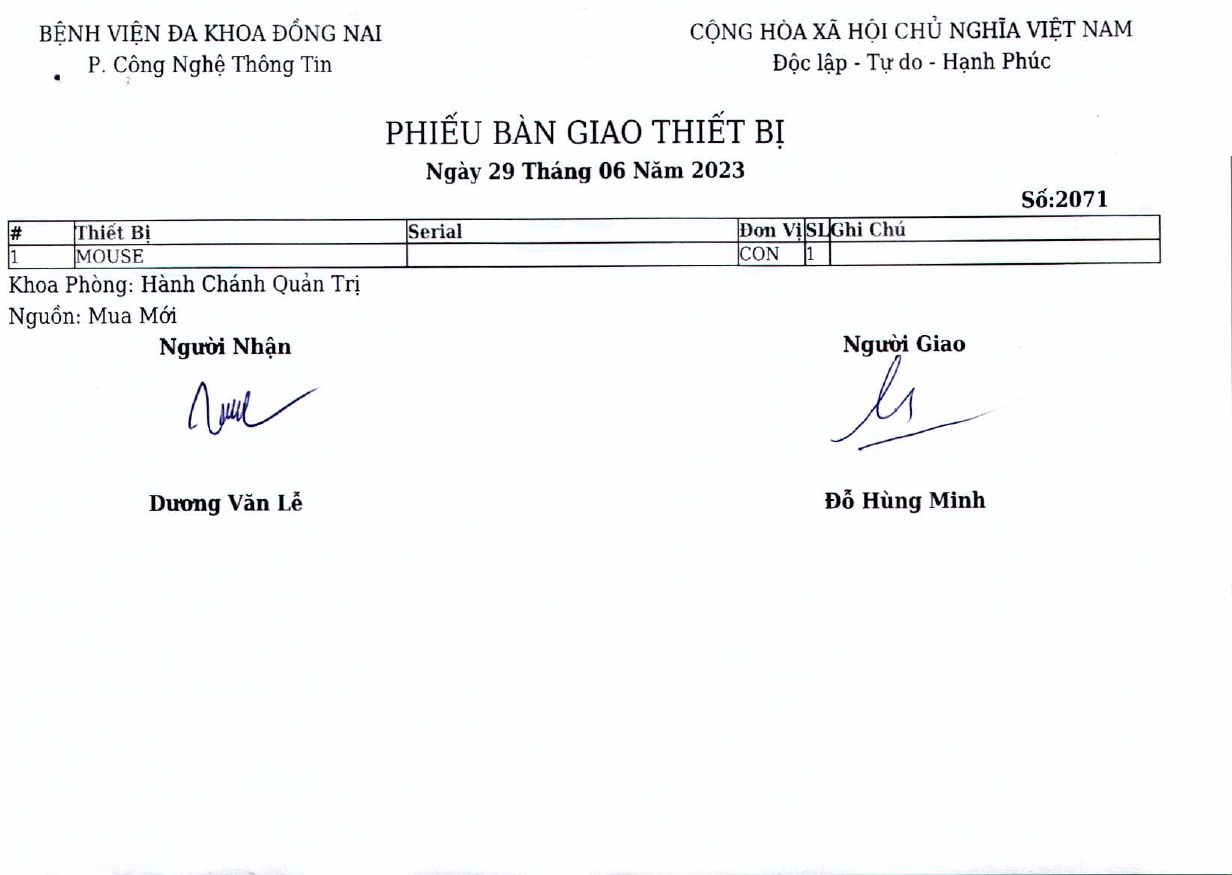 BỆNH VIỆN ĐA KHOA ĐỒNG NAI
P. Công Nghệ Thông Tin
CỘNG HÒA XÃ HỘI CHỦ NGHĨA VIỆT NAM
Độc lập - Tự do - Hạnh Phúc
PHIẾU BÀN GIAO THIẾT BỊ
Ngày 29 Tháng 06 Năm 2023
Số:2071
# Thiết Bị Serial Đơn Vị SL Ghi Chú
1 MOUSE CON 1
Khoa Phòng: Hành Chánh Quản Trị
Nguồn: Mua Mới
Người Nhận Người Giao
Dương Văn Lễ Đỗ Hùng Minh